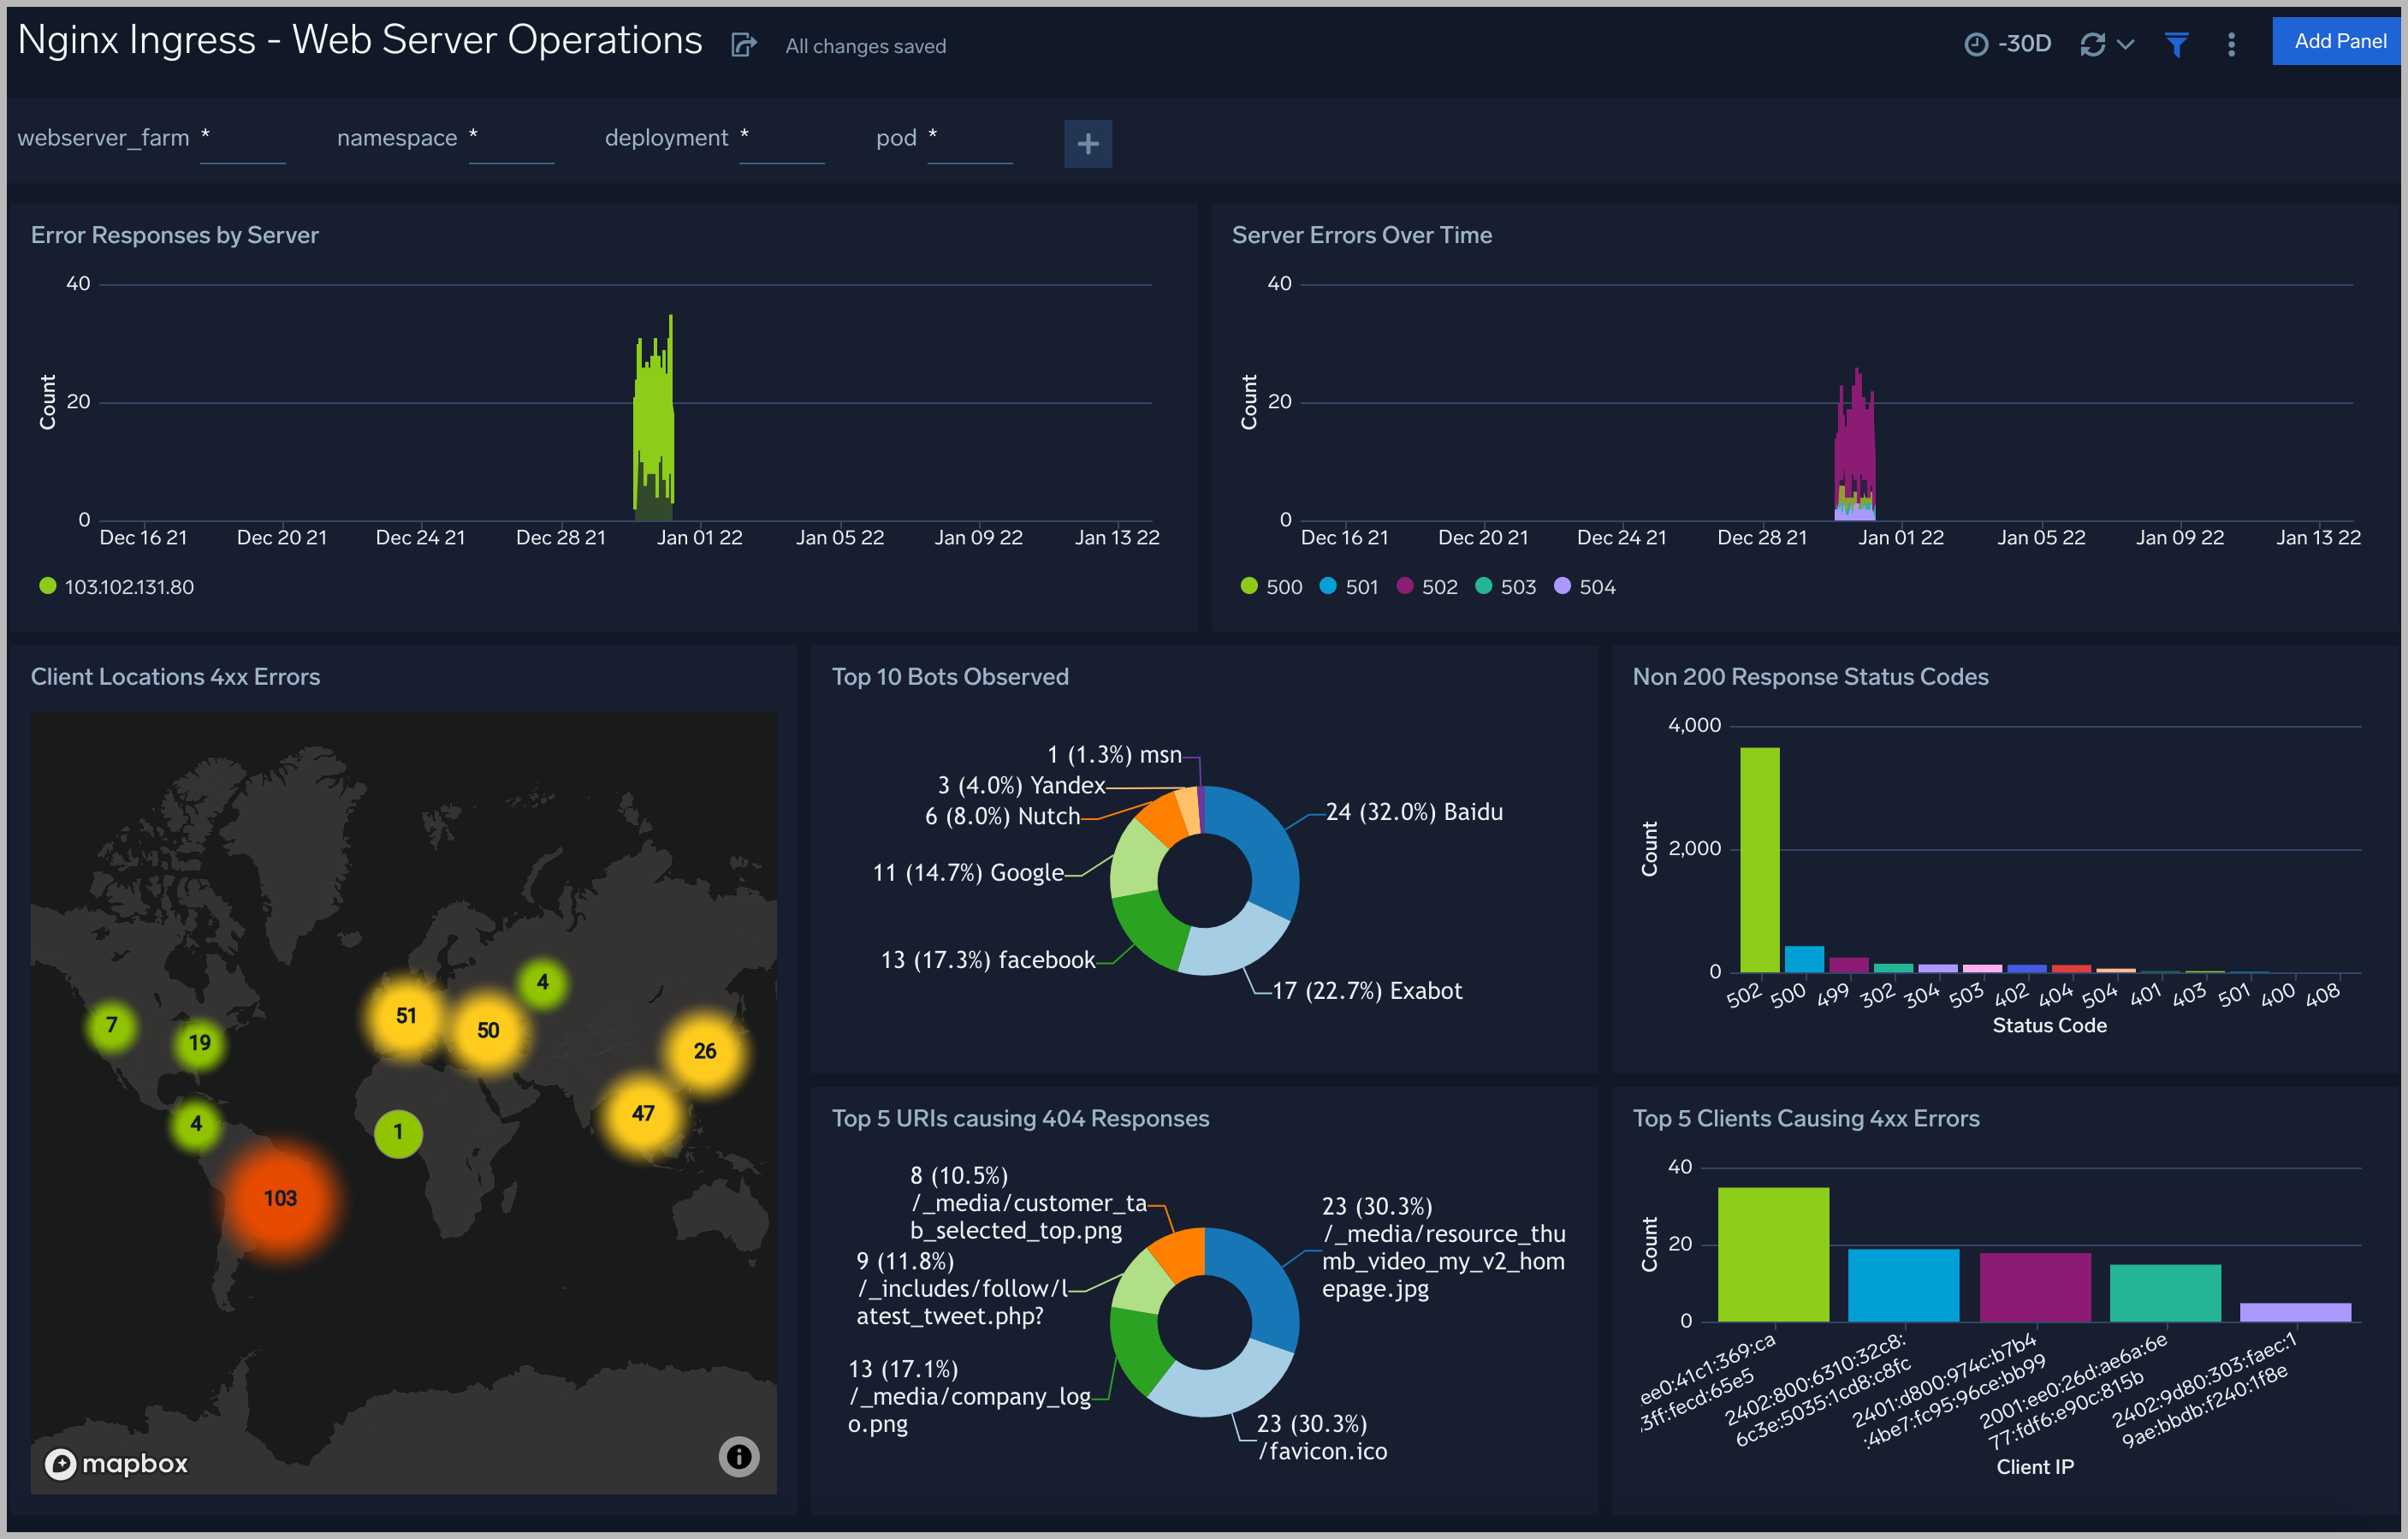 Nginx Ingress - Web Server Operations
All changes saved
-30D
Add Panel
webserver_farm *
namespace *
deployment *
pod *
+
Error Responses by Server
40
20
0
Count
Dec 16 21
Dec 20 21
Dec 24 21
Dec 28 21
Jan 01 22
Jan 05 22
Jan 09 22
Jan 13 22
103.102.131.80
Server Errors Over Time
40
20
0
Count
Dec 16 21
Dec 20 21
Dec 24 21
Dec 28 21
Jan 01 22
Jan 05 22
Jan 09 22
Jan 13 22
500
501
502
503
504
Client Locations 4xx Errors
4
51
50
7
19
26
47
4
1
103
mapbox
Top 10 Bots Observed
1 (1.3%) msn
3 (4.0%) Yandex
6 (8.0%) Nutch
24 (32.0%) Baidu
11 (14.7%) Google
13 (17.3%) facebook
17 (22.7%) Exabot
Non 200 Response Status Codes
4,000
2,000
0
Count
502
500
499
302
304
503
402
404
504
401
403
501
400
408
Status Code
Top 5 URIs causing 404 Responses
8 (10.5%)
/_media/customer_ta
b_selected_top.png
23 (30.3%)
/_media/resource_thu
mb_video_my_v2_hom
epage.jpg
9 (11.8%)
/_includes/follow/l
atest_tweet.php?
13 (17.1%)
/_media/company_log
o.png
23 (30.3%)
/favicon.ico
Top 5 Clients Causing 4xx Errors
40
20
0
Count
ee0:41c1:369:ca
3ff:fecd:65e5
2402:800:6310:32c8:
6c3e:5035:1cd8:c8fc
2401:d800:974c:b7b4
:4be7:fc95:96ce:bb99
2001:ee0:26d:ae6a:6e
77:fdf6:e90c:815b
2402:9d80:303:faec:1
9ae:bbdb:f240:1f8e
Client IP